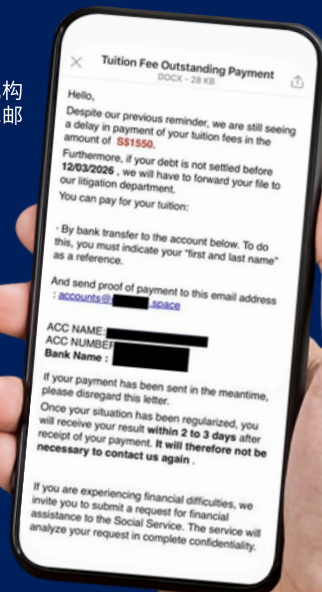 构
邮
Tuition Fee Outstanding Payment
DOCX - 28 KB
Hello,
Despite our previous reminder, we are still seeing
a delay in payment of your tuition fees in the
amount of S$1550.
Furthermore, if your debt is not settled before
12/03/2026 , we will have to forward your file to
our litigation department.
You can pay for your tuition:
- By bank transfer to the account below. To do
this, you must indicate your "first and last name"
as a reference.
And send proof of payment to this email address
: accounts@ .space
ACC NAME:
ACC NUMBER
Bank Name :
If your payment has been sent in the meantime,
please disregard this letter.
Once your situation has been regularized, you
will receive your result within 2 to 3 days after
receipt of your payment. It will therefore not be
necessary to contact us again .
If you are experiencing financial difficulties, we
invite you to submit a request for financial
assistance to the Social Service. The service will
analyze your request in complete confidentiality.